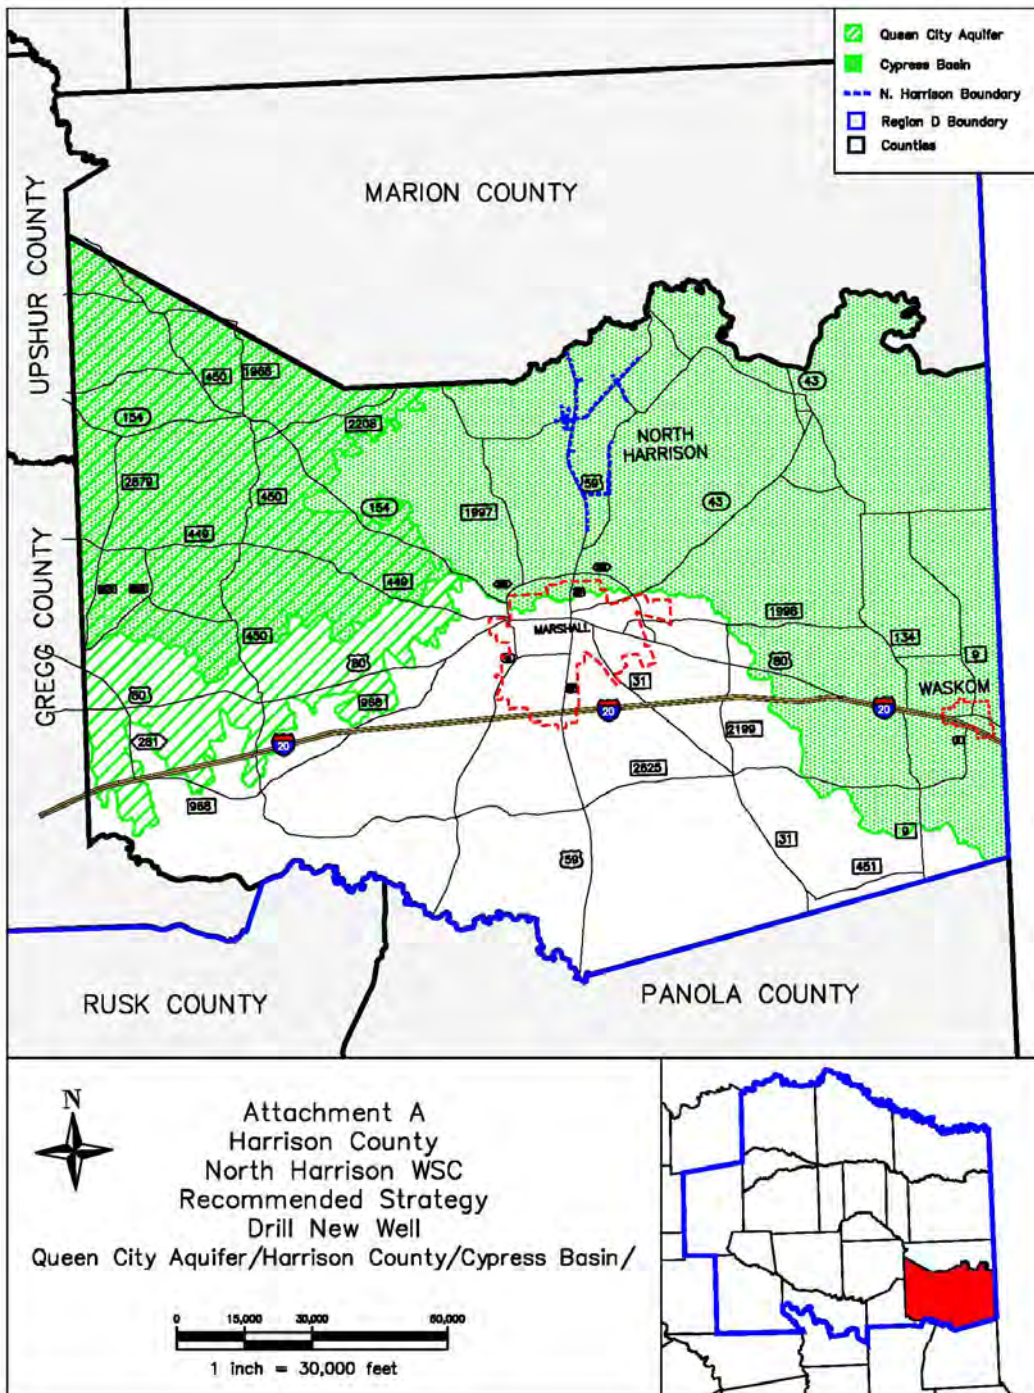 Queen City Aquifer
Cypress Basin
N. Harrison Boundary
Region D Boundary
Counties
MARION COUNTY
UPSHUR COUNTY
GREGG COUNTY
450
1968
154
2208
43
NORTH
HARRISON
2879
450
154
59
43
1997
449
449
1998
450
MARSHALL
134
9
80
80
80
968
31
WASKOM
281
20
20
20
2199
2625
968
9
31
59
451
RUSK COUNTY
PANOLA COUNTY
N
Attachment A
Harrison County
North Harrison WSC
Recommended Strategy
Drill New Well
Queen City Aquifer/Harrison County/Cypress Basin/
0 15,000 30,000 60,000
1 inch = 30,000 feet